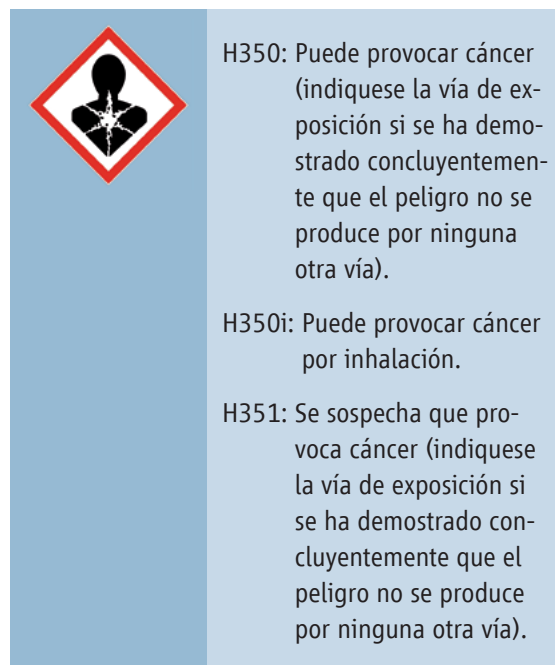 H350: Puede provocar cáncer
(indiquese la vía de ex-
posición si se ha demo-
strado concluyentemen-
te que el peligro no se
produce por ninguna
otra vía).
H350i: Puede provocar cáncer
por inhalación.
H351: Se sospecha que pro-
voca cáncer (indiquese
la vía de exposición si
se ha demostrado con-
cluyentemente que el
peligro no se produce
por ninguna otra vía).